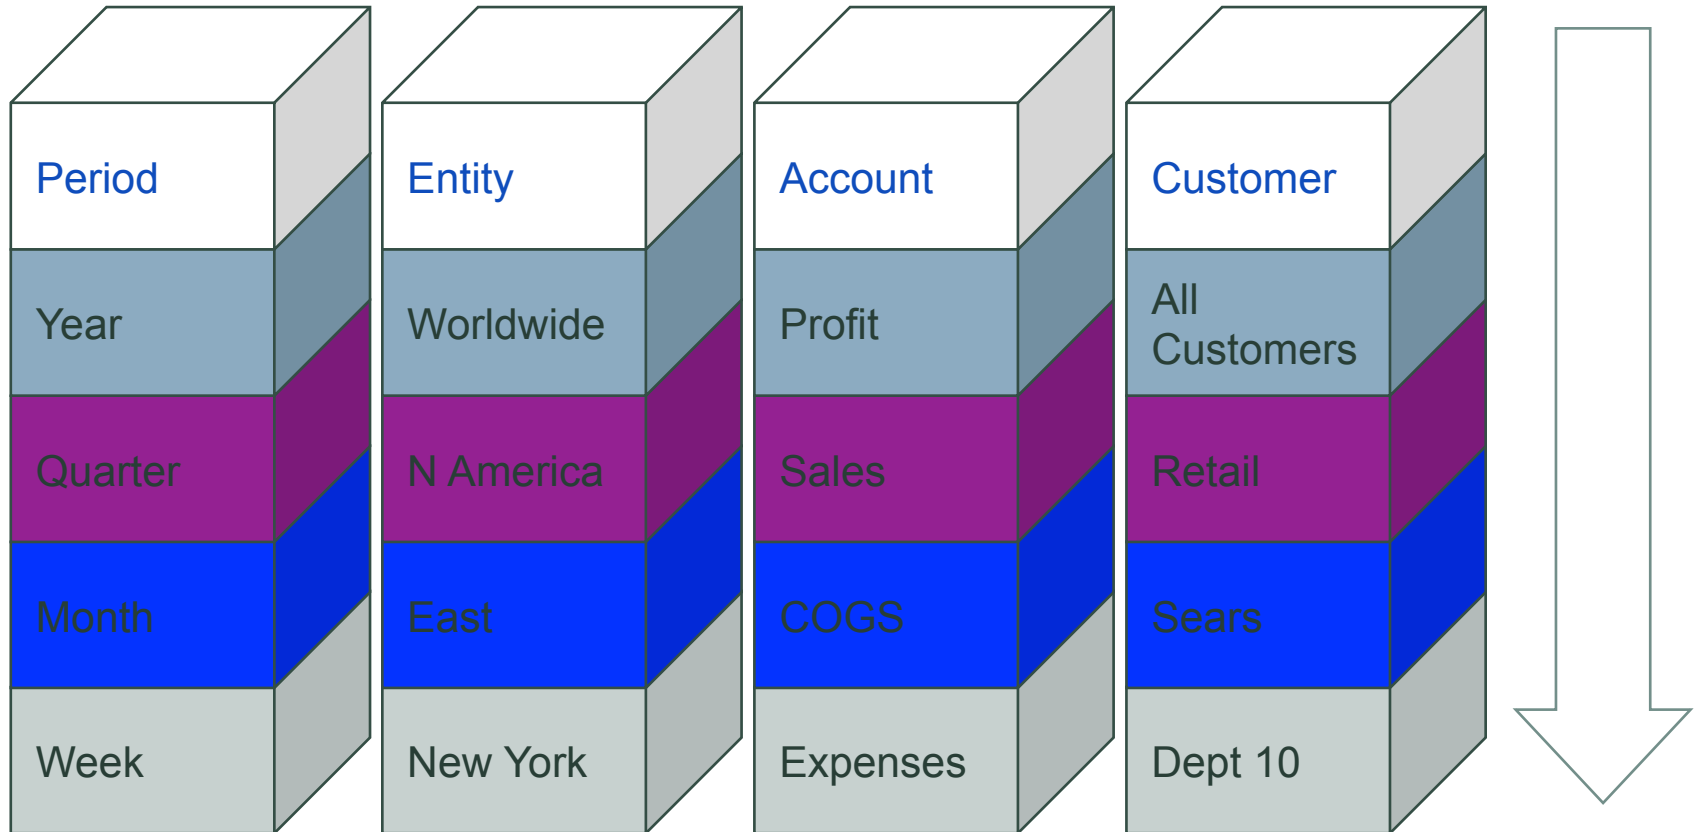 Period
Entity
Account
Customer
Year
Worldwide
Profit
All
Customers
Quarter
N America
Sales
Retail
Month
East
COGS
Sears
Week
New York
Expenses
Dept 10